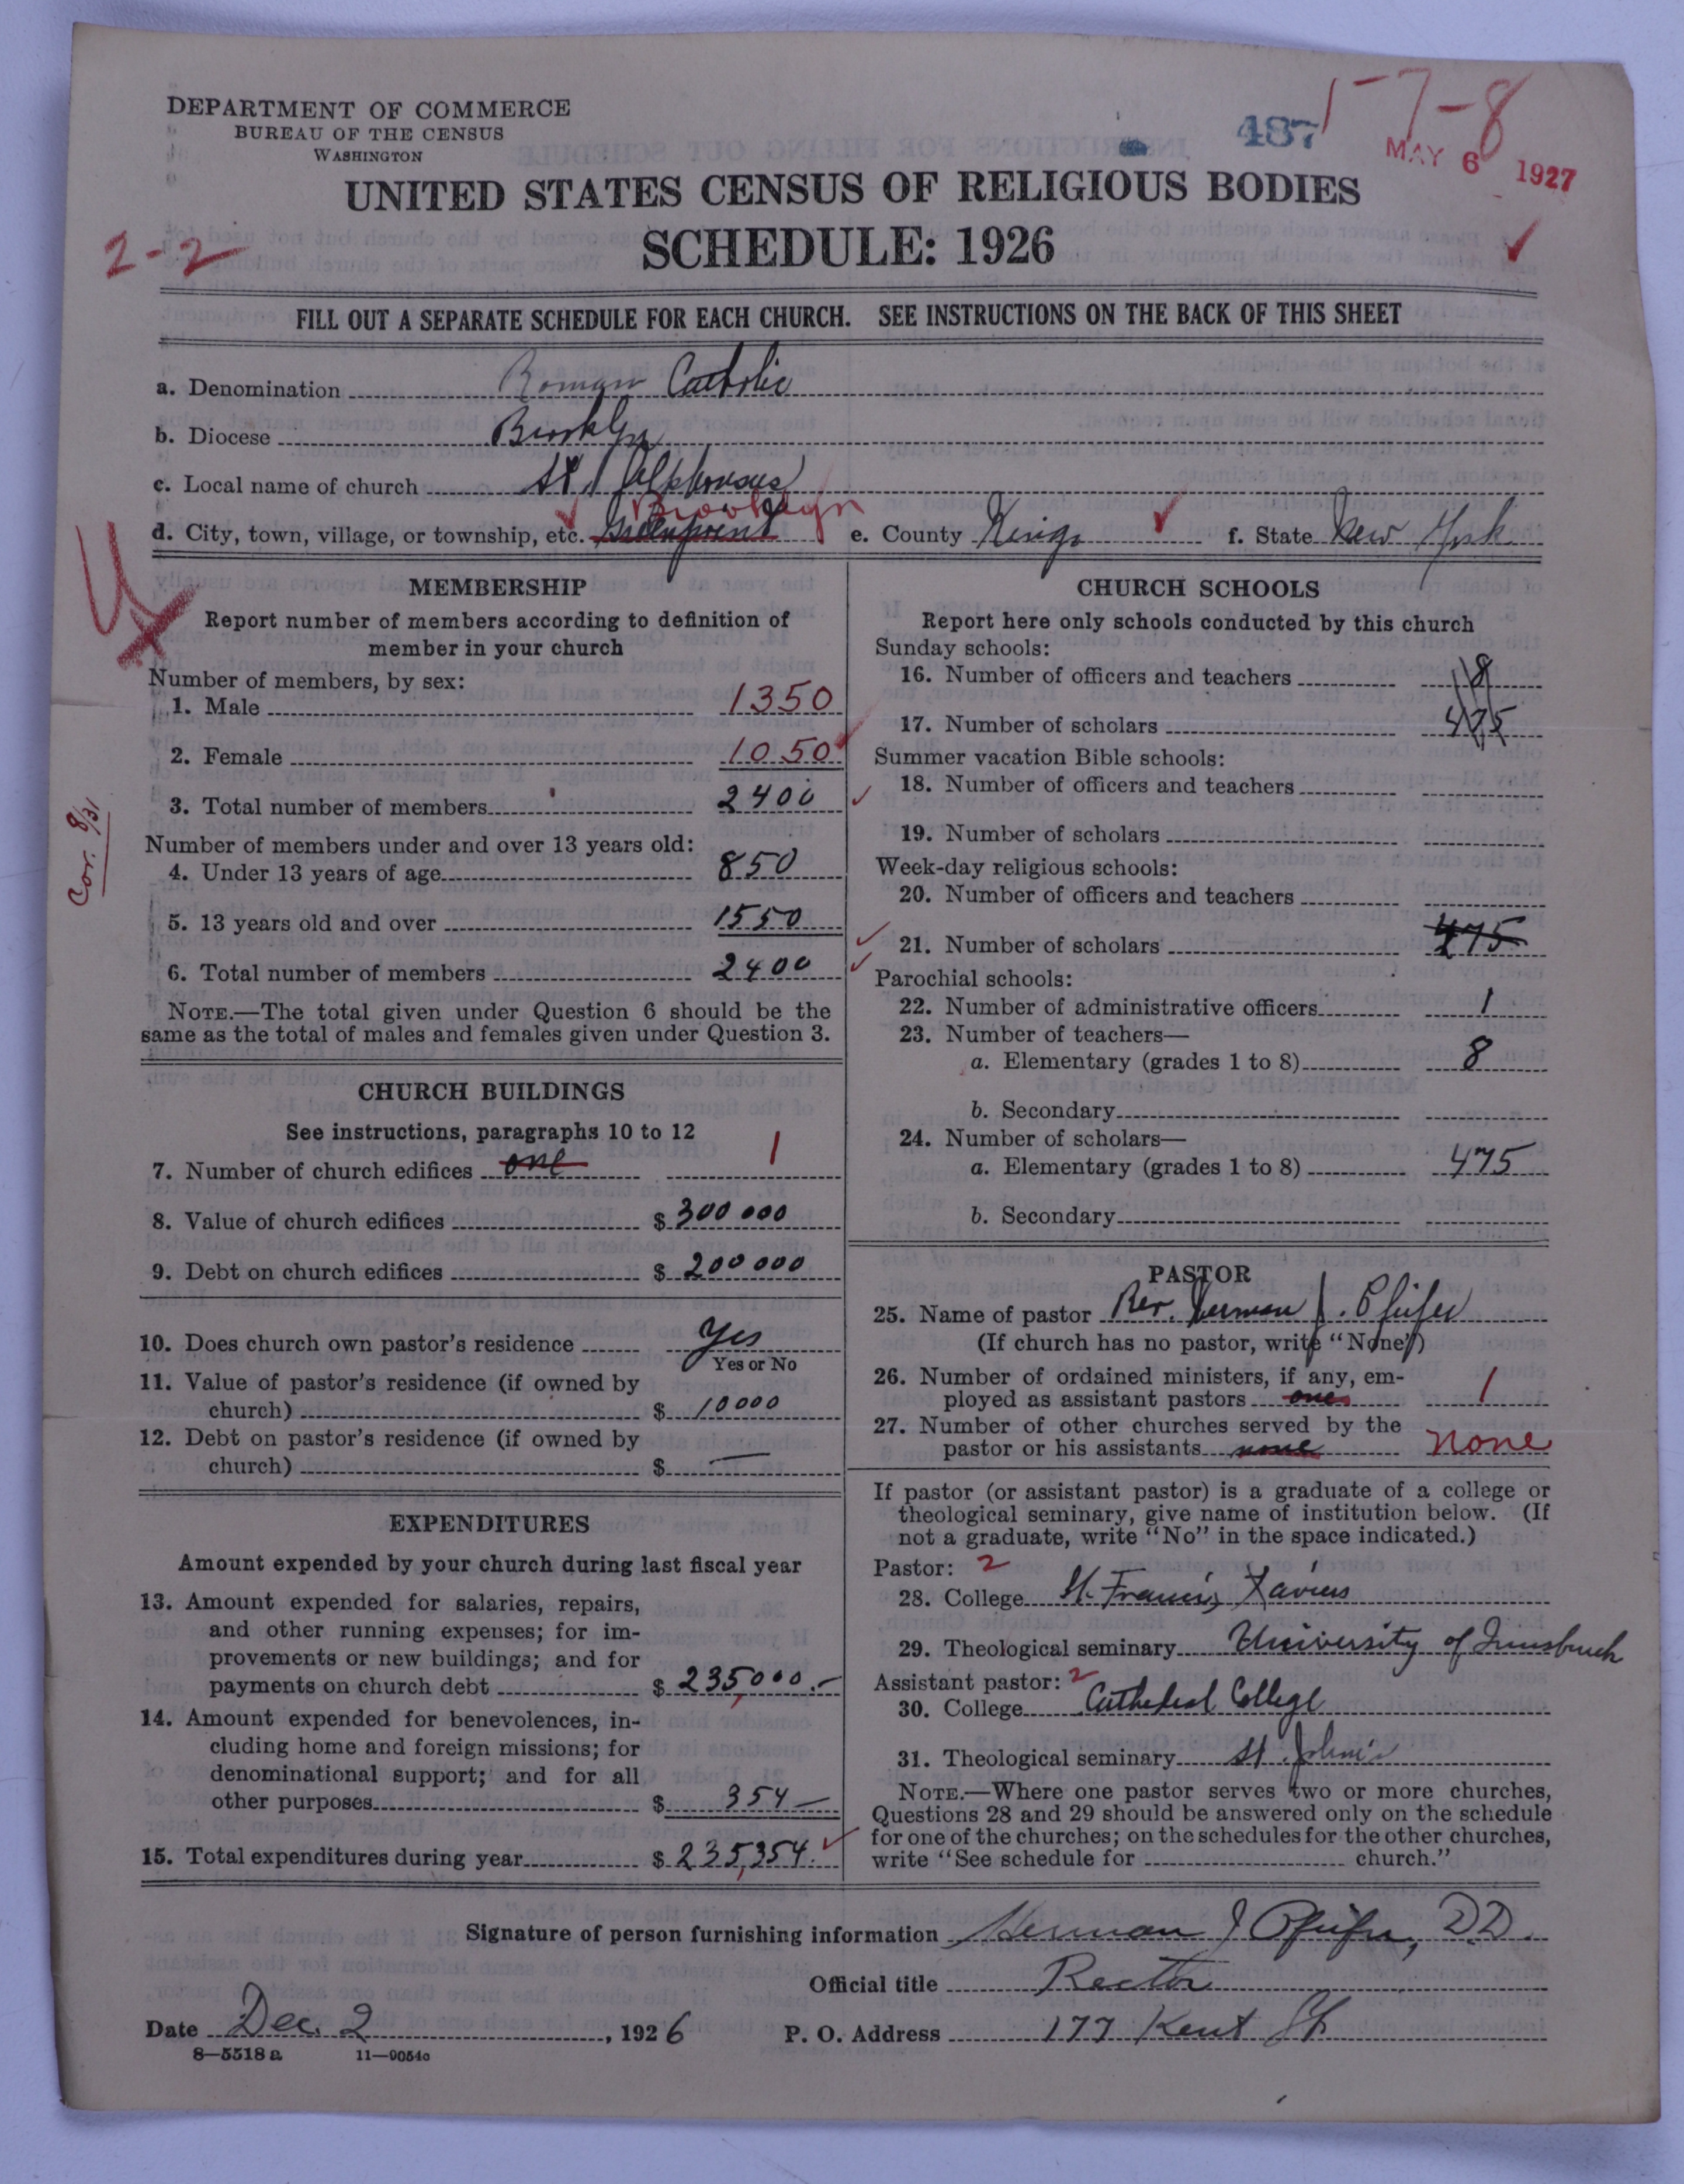 DEPARTMENT OF COMMERCE
BUREAU OF THE CENSUS
WASHINGTON
487
1-7-8
MAY 6 1927
UNITED STATES CENSUS OF RELIGIOUS BODIES
2-2
SCHEDULE: 1926
FILL OUT A SEPARATE SCHEDULE FOR EACH CHURCH. SEE INSTRUCTIONS ON THE BACK OF THIS SHEET
a. Denomination Roman Catholic
b. Diocese Brooklyn
c. Local name of church St. Alphonsus
Brooklyn
d. City, town, village, or township, etc. Greenpoint e. County Kings f. State New York
MEMBERSHIP
Report number of members according to definition of
member in your church
Number of members, by sex:
1. Male 1350
2. Female 1050
3. Total number of members 2400
Cor. 8/31
Number of members under and over 13 years old:
4. Under 13 years of age 850
5. 13 years old and over 1550
6. Total number of members 2400
NOTE.—The total given under Question 6 should be the
same as the total of males and females given under Question 3.
CHURCH BUILDINGS
See instructions, paragraphs 10 to 12
7. Number of church edifices one 1
8. Value of church edifices $ 300 000
9. Debt on church edifices $ 200 000
10. Does church own pastor's residence Yes
Yes or No
11. Value of pastor's residence (if owned by
church) $ 10000
12. Debt on pastor's residence (if owned by
church) $ —
EXPENDITURES
Amount expended by your church during last fiscal year
13. Amount expended for salaries, repairs,
and other running expenses; for im-
provements or new buildings; and for
payments on church debt $ 235,000.-
14. Amount expended for benevolences, in-
cluding home and foreign missions; for
denominational support; and for all
other purposes $ 354—
15. Total expenditures during year $ 235,354.
CHURCH SCHOOLS
Report here only schools conducted by this church
Sunday schools:
16. Number of officers and teachers 8
17. Number of scholars 475
Summer vacation Bible schools:
18. Number of officers and teachers
19. Number of scholars
Week-day religious schools:
20. Number of officers and teachers
21. Number of scholars 475
Parochial schools:
22. Number of administrative officers 1
23. Number of teachers—
a. Elementary (grades 1 to 8) 8
b. Secondary
24. Number of scholars—
a. Elementary (grades 1 to 8) 475
b. Secondary
PASTOR
25. Name of pastor Rev. Herman J. Pfeifer
(If church has no pastor, write "None")
26. Number of ordained ministers, if any, em-
ployed as assistant pastors one 1
27. Number of other churches served by the
pastor or his assistants none none
If pastor (or assistant pastor) is a graduate of a college or
theological seminary, give name of institution below. (If
not a graduate, write "No" in the space indicated.)
Pastor: 2
28. College St. Francis Xaviers
29. Theological seminary University of Innsbruck
Assistant pastor: 2
30. College Cathedral College
31. Theological seminary St. John's
NOTE.—Where one pastor serves two or more churches,
Questions 28 and 29 should be answered only on the schedule
for one of the churches; on the schedules for the other churches,
write "See schedule for church."
Signature of person furnishing information Herman J Pfeifer, D.D.
Official title Rector
Date Dec. 2, 1926 P. O. Address 177 Kent St.
8—5518 a 11—9054c